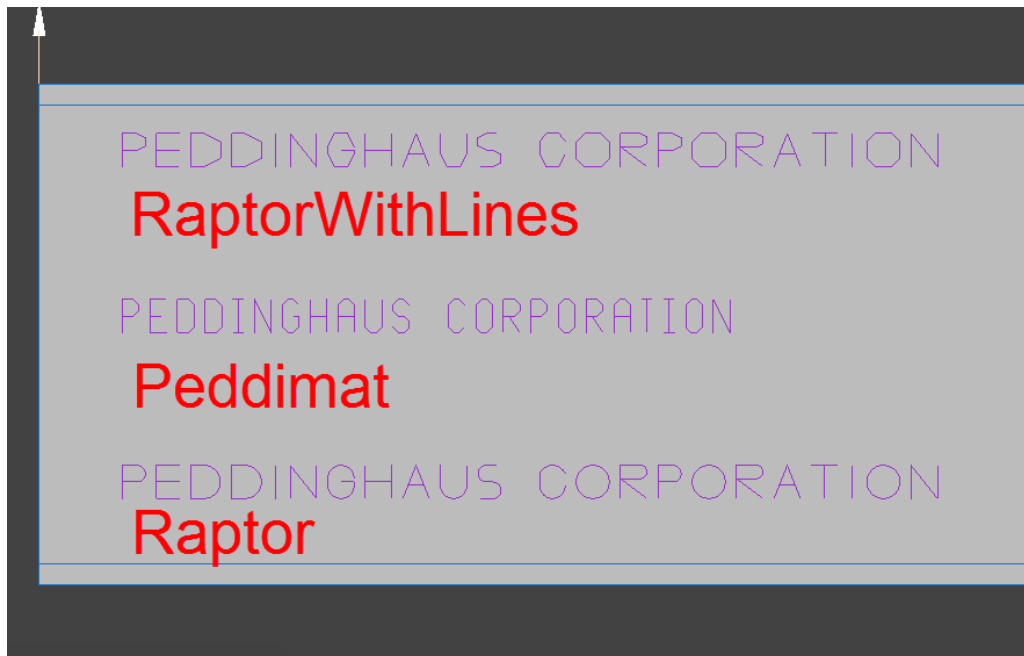 PEDDINGHAUS CORPORATION
RaptorWithLines
PEDDINGHAUS CORPORATION
Peddimat
PEDDINGHAUS CORPORATION
Raptor